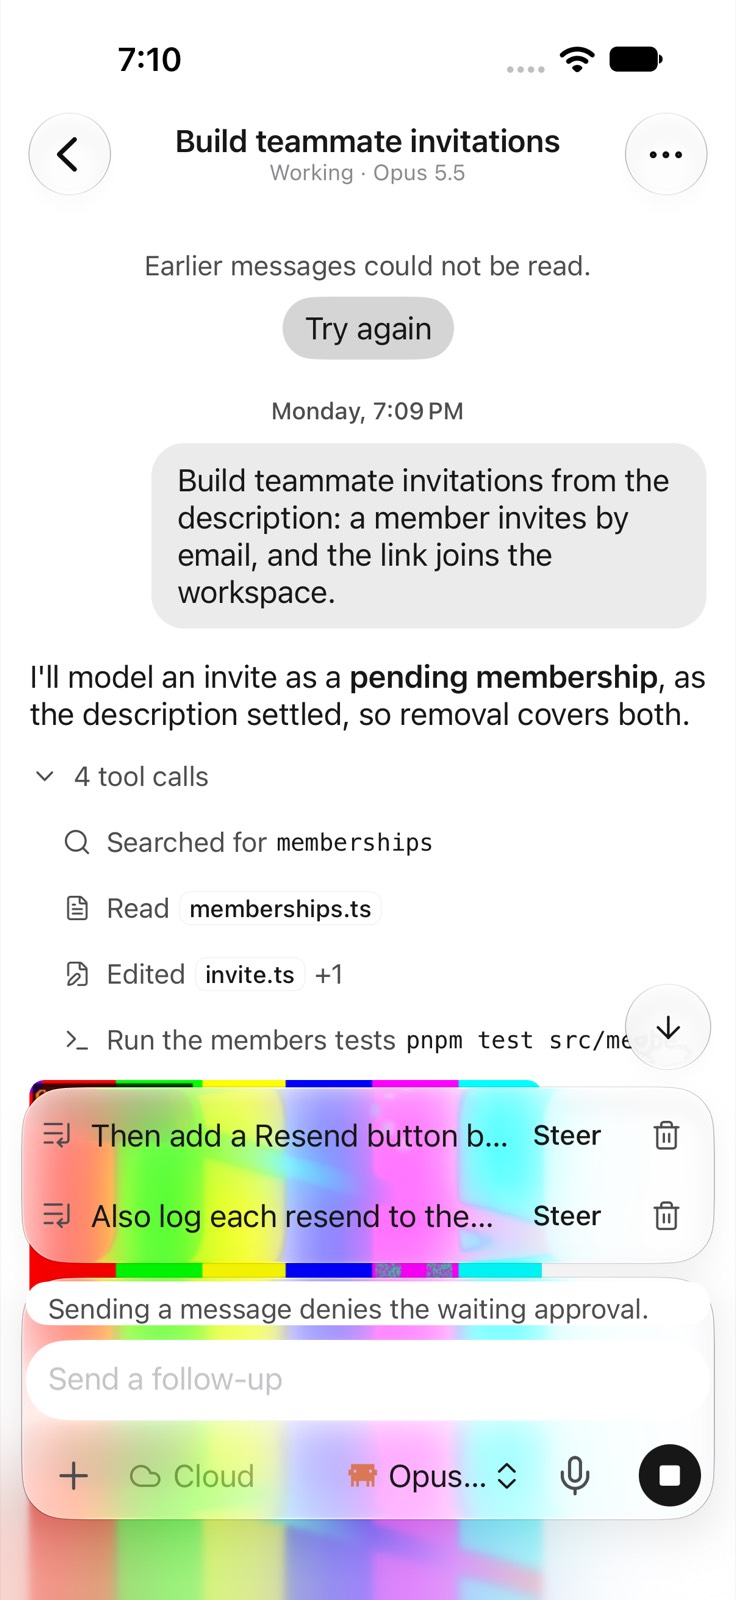 7:10
Build teammate invitations
Working · Opus 5.5
Earlier messages could not be read.
Try again
Monday, 7:09 PM
Build teammate invitations from the
description: a member invites by
email, and the link joins the
workspace.
I'll model an invite as a pending membership, as
the description settled, so removal covers both.
4 tool calls
Searched for memberships
Read memberships.ts
Edited invite.ts +1
Run the members tests pnpm test src/me
Then add a Resend button b... Steer
Also log each resend to the... Steer
Sending a message denies the waiting approval.
Send a follow-up
Cloud Opus...